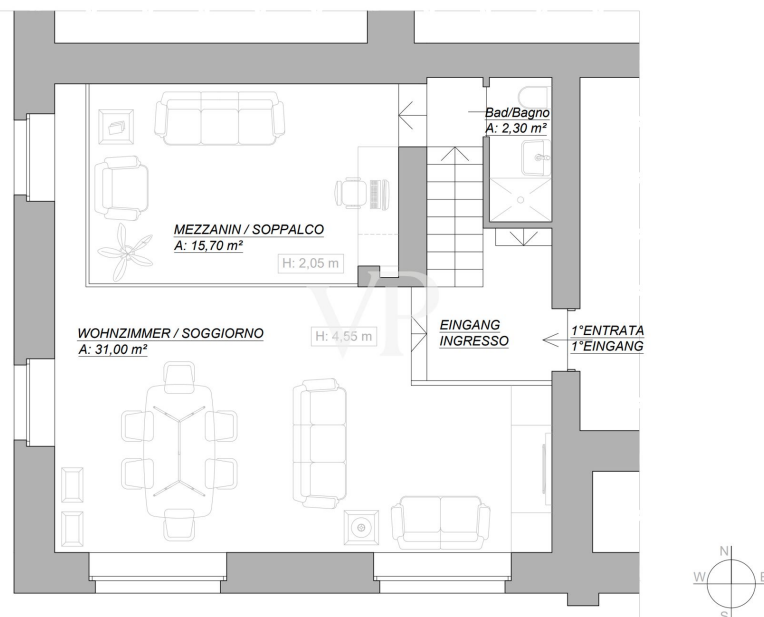 Bad/Bagno
A: 2,30 m²
MEZZANIN / SOPPALCO
A: 15,70 m²
H: 2,05 m
VP
WOHNZIMMER / SOGGIORNO
A: 31,00 m²
H: 4,55 m
EINGANG
INGRESSO
1°ENTRATA
1°EINGANG
N
W E
S